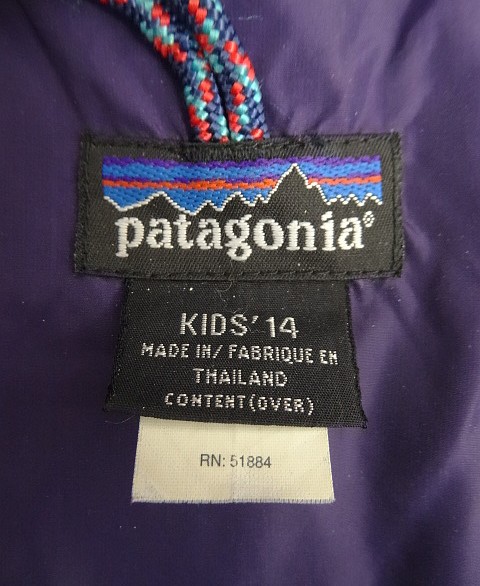 patagonia®
KIDS' 14
MADE IN/ FABRIQUE EN
THAILAND
CONTENT(OVER)
RN: 51884